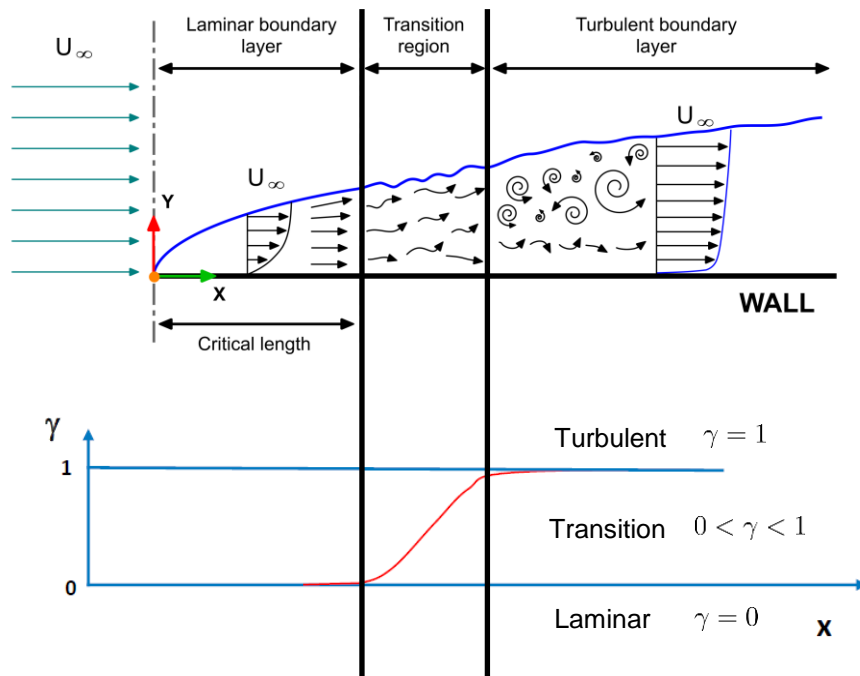 Laminar boundary
layer
Transition
region
Turbulent boundary
layer
U∞
U∞
U∞
Y
X
WALL
Critical length
γ
1
0
Turbulent γ = 1
Transition 0 < γ < 1
Laminar γ = 0
x